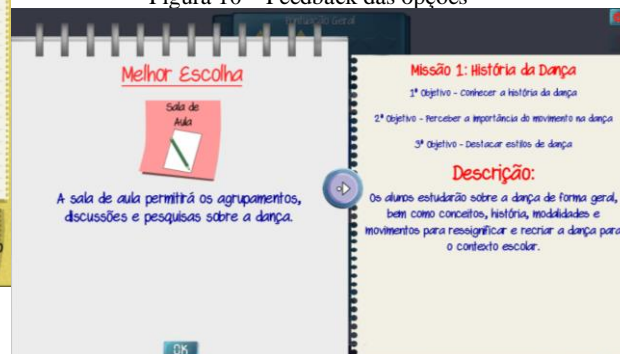 Figura 10 – Feedback das opções
Pontuação Geral
Melhor Escolha
Sala de
Aula
A sala de aula permitirá os agrupamentos,
discussões e pesquisas sobre a dança.
OK
Missão 1: História da Dança
1º Objetivo - Conhecer a história da dança
2º Objetivo - Perceber a importância do movimento na dança
3º Objetivo - Destacar estilos de dança
Descrição:
Os alunos estudarão sobre a dança de forma geral,
bem como conceitos, história, modalidades e
movimentos para ressignificar e recriar a dança para
o contexto escolar.